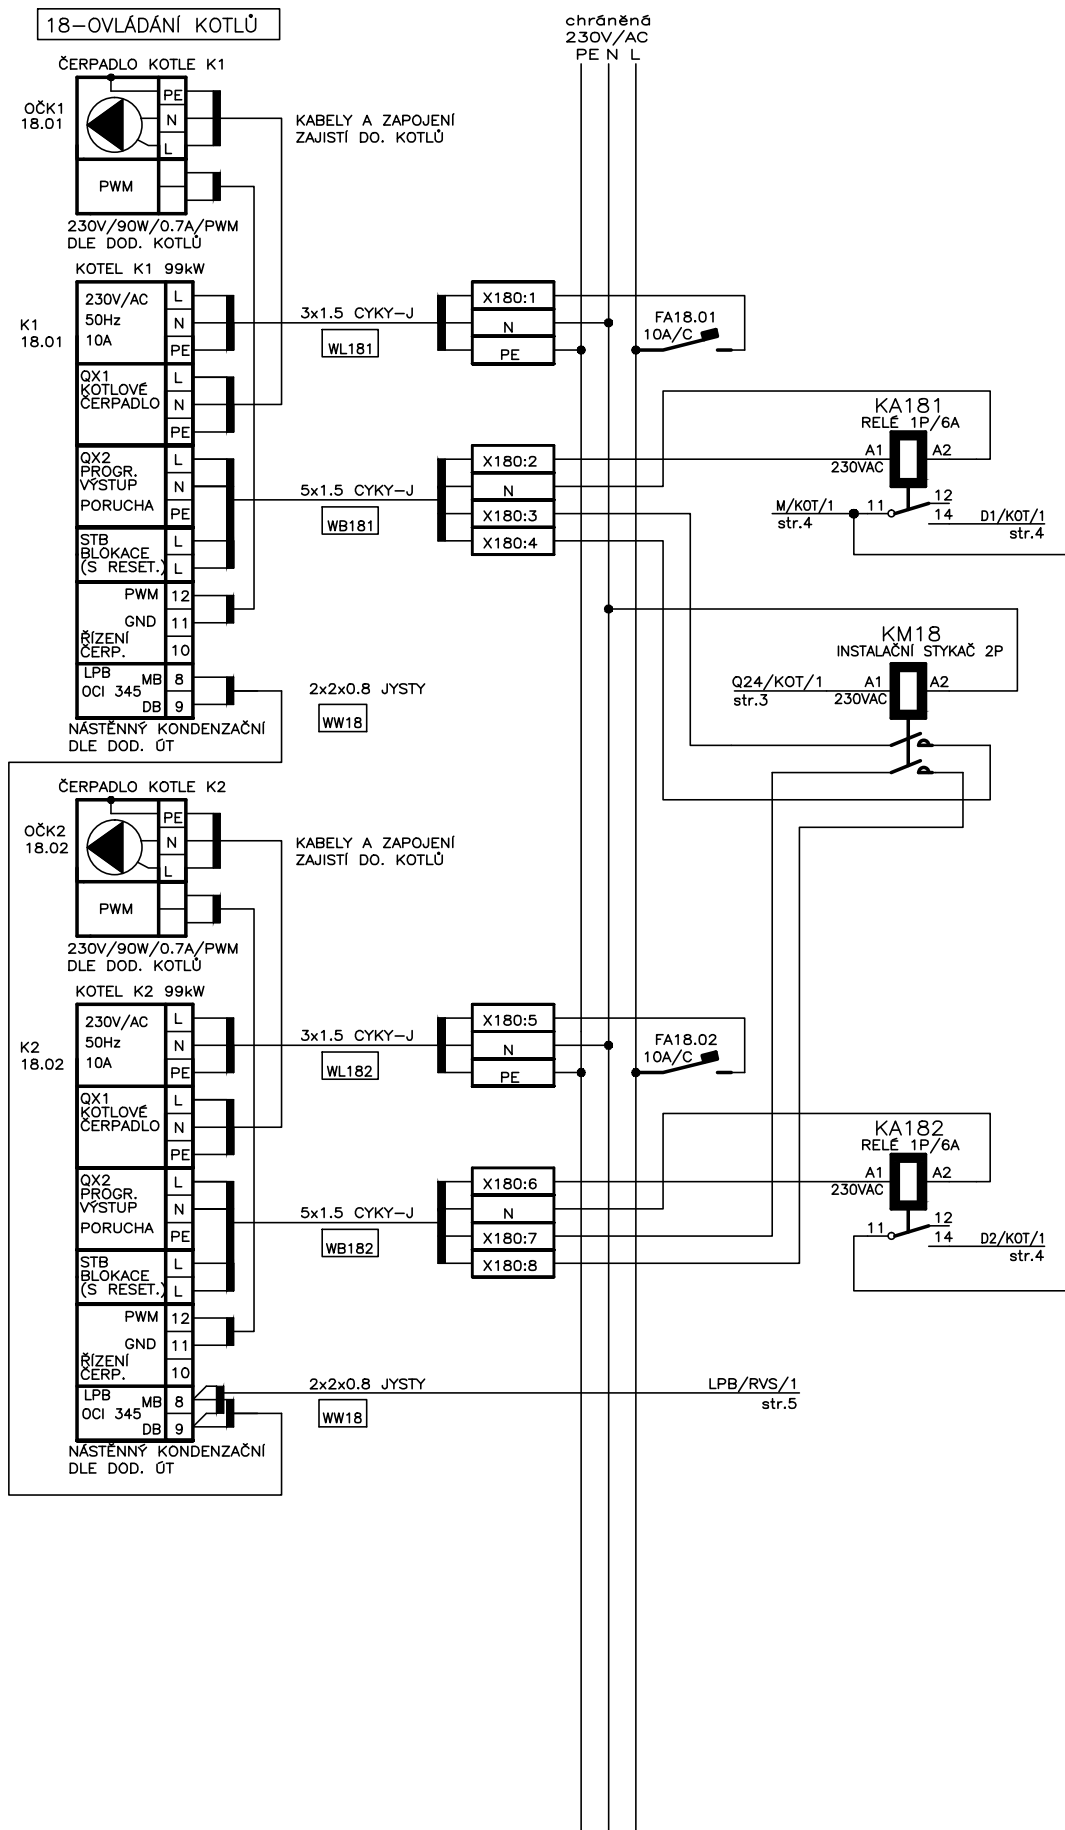 18-OVLÁDÁNÍ KOTLŮ
chráněná
230V/AC
PE N L
ČERPADLO KOTLE K1
OČK1
18.01
PE
N
L
PWM
KABELY A ZAPOJENÍ
ZAJISTÍ DO. KOTLŮ
230V/90W/0.7A/PWM
DLE DOD. KOTLŮ
KOTEL K1 99kW
K1
18.01
230V/AC
50Hz
10A
L
N
PE
3x1.5 CYKY-J
WL181
X180:1
N
PE
FA18.01
10A/C
QX1
KOTLOVÉ
ČERPADLO
L
N
PE
QX2
PROGR.
VÝSTUP
PORUCHA
L
N
PE
STB
BLOKACE
(S RESET.)
L
L
5x1.5 CYKY-J
WB181
X180:2
N
X180:3
X180:4
KA181
RELÉ 1P/6A
A1
A2
230VAC
M/KOT/1
str.4
11
12
14
D1/KOT/1
str.4
PWM 12
GND 11
ŘÍZENÍ
ČERP.
10
LPB
OCI 345
MB 8
DB 9
2x2x0.8 JYSTY
WW18
NÁSTĚNNÝ KONDENZAČNÍ
DLE DOD. ÚT
KM18
INSTALAČNÍ STYKAČ 2P
Q24/KOT/1
str.3
A1
A2
230VAC
ČERPADLO KOTLE K2
OČK2
18.02
PE
N
L
PWM
KABELY A ZAPOJENÍ
ZAJISTÍ DO. KOTLŮ
230V/90W/0.7A/PWM
DLE DOD. KOTLŮ
KOTEL K2 99kW
K2
18.02
230V/AC
50Hz
10A
L
N
PE
3x1.5 CYKY-J
WL182
X180:5
N
PE
FA18.02
10A/C
QX1
KOTLOVÉ
ČERPADLO
L
N
PE
QX2
PROGR.
VÝSTUP
PORUCHA
L
N
PE
STB
BLOKACE
(S RESET.)
L
L
5x1.5 CYKY-J
WB182
X180:6
N
X180:7
X180:8
KA182
RELÉ 1P/6A
A1
A2
230VAC
11
12
14
D2/KOT/1
str.4
PWM 12
GND 11
ŘÍZENÍ
ČERP.
10
LPB
OCI 345
MB 8
DB 9
2x2x0.8 JYSTY
WW18
LPB/RVS/1
str.5
NÁSTĚNNÝ KONDENZAČNÍ
DLE DOD. ÚT